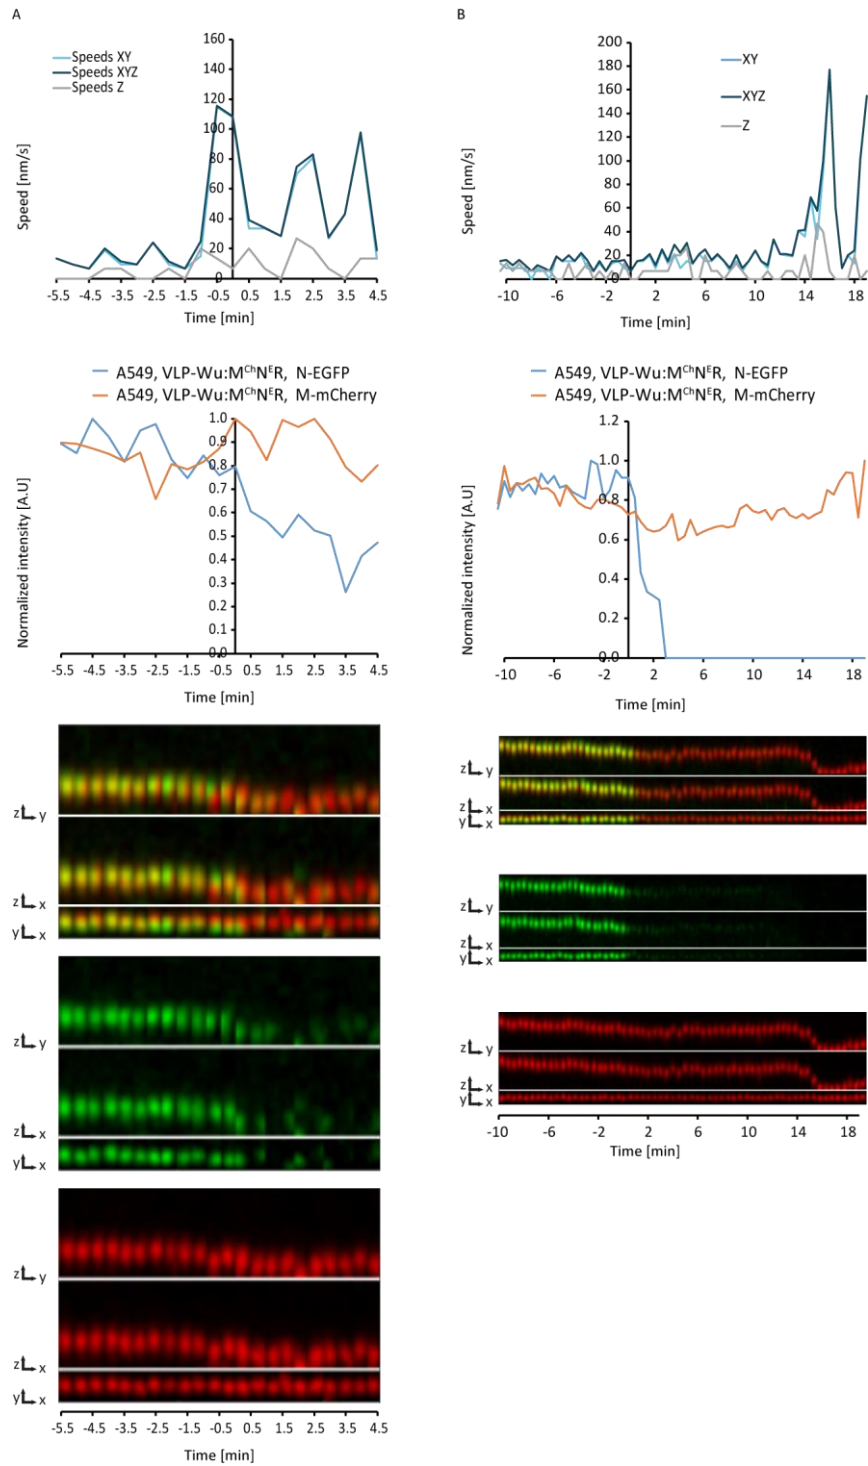 A
160
140
120
100
80
60
40
20
0
Speeds XY
Speeds XYZ
Speeds Z
Speed [nm/s]
-5.5 -4.5 -3.5 -2.5 -1.5 -0.5 0.5 1.5 2.5 3.5 4.5
Time [min]
B
200
180
160
140
120
100
80
60
40
20
0
XY
XYZ
Z
Speed [nm/s]
-10 -6 -2 2 6 10 14 18
Time [min]
A549, VLP-Wu:MᶜʰNᴱR, N-EGFP
A549, VLP-Wu:MᶜʰNᴱR, M-mCherry
1.0
0.9
0.8
0.7
0.6
0.5
0.4
0.3
0.2
0.1
0.0
Normalized intensity [A.U]
-5.5 -4.5 -3.5 -2.5 -1.5 -0.5 0.5 1.5 2.5 3.5 4.5
Time [min]
A549, VLP-Wu:MᶜʰNᴱR, N-EGFP
A549, VLP-Wu:MᶜʰNᴱR, M-mCherry
1.2
1.0
0.8
0.6
0.4
0.2
0.0
Normalized intensity [A.U]
-10 -6 -2 2 6 10 14 18
Time [min]
z y
z x
y x
z y
z x
y x
z y
z x
y x
-5.5 -4.5 -3.5 -2.5 -1.5 -0.5 0.5 1.5 2.5 3.5 4.5
Time [min]
z y
z x
y x
z y
z x
y x
z y
z x
y x
-10 -6 -2 2 6 10 14 18
Time [min]